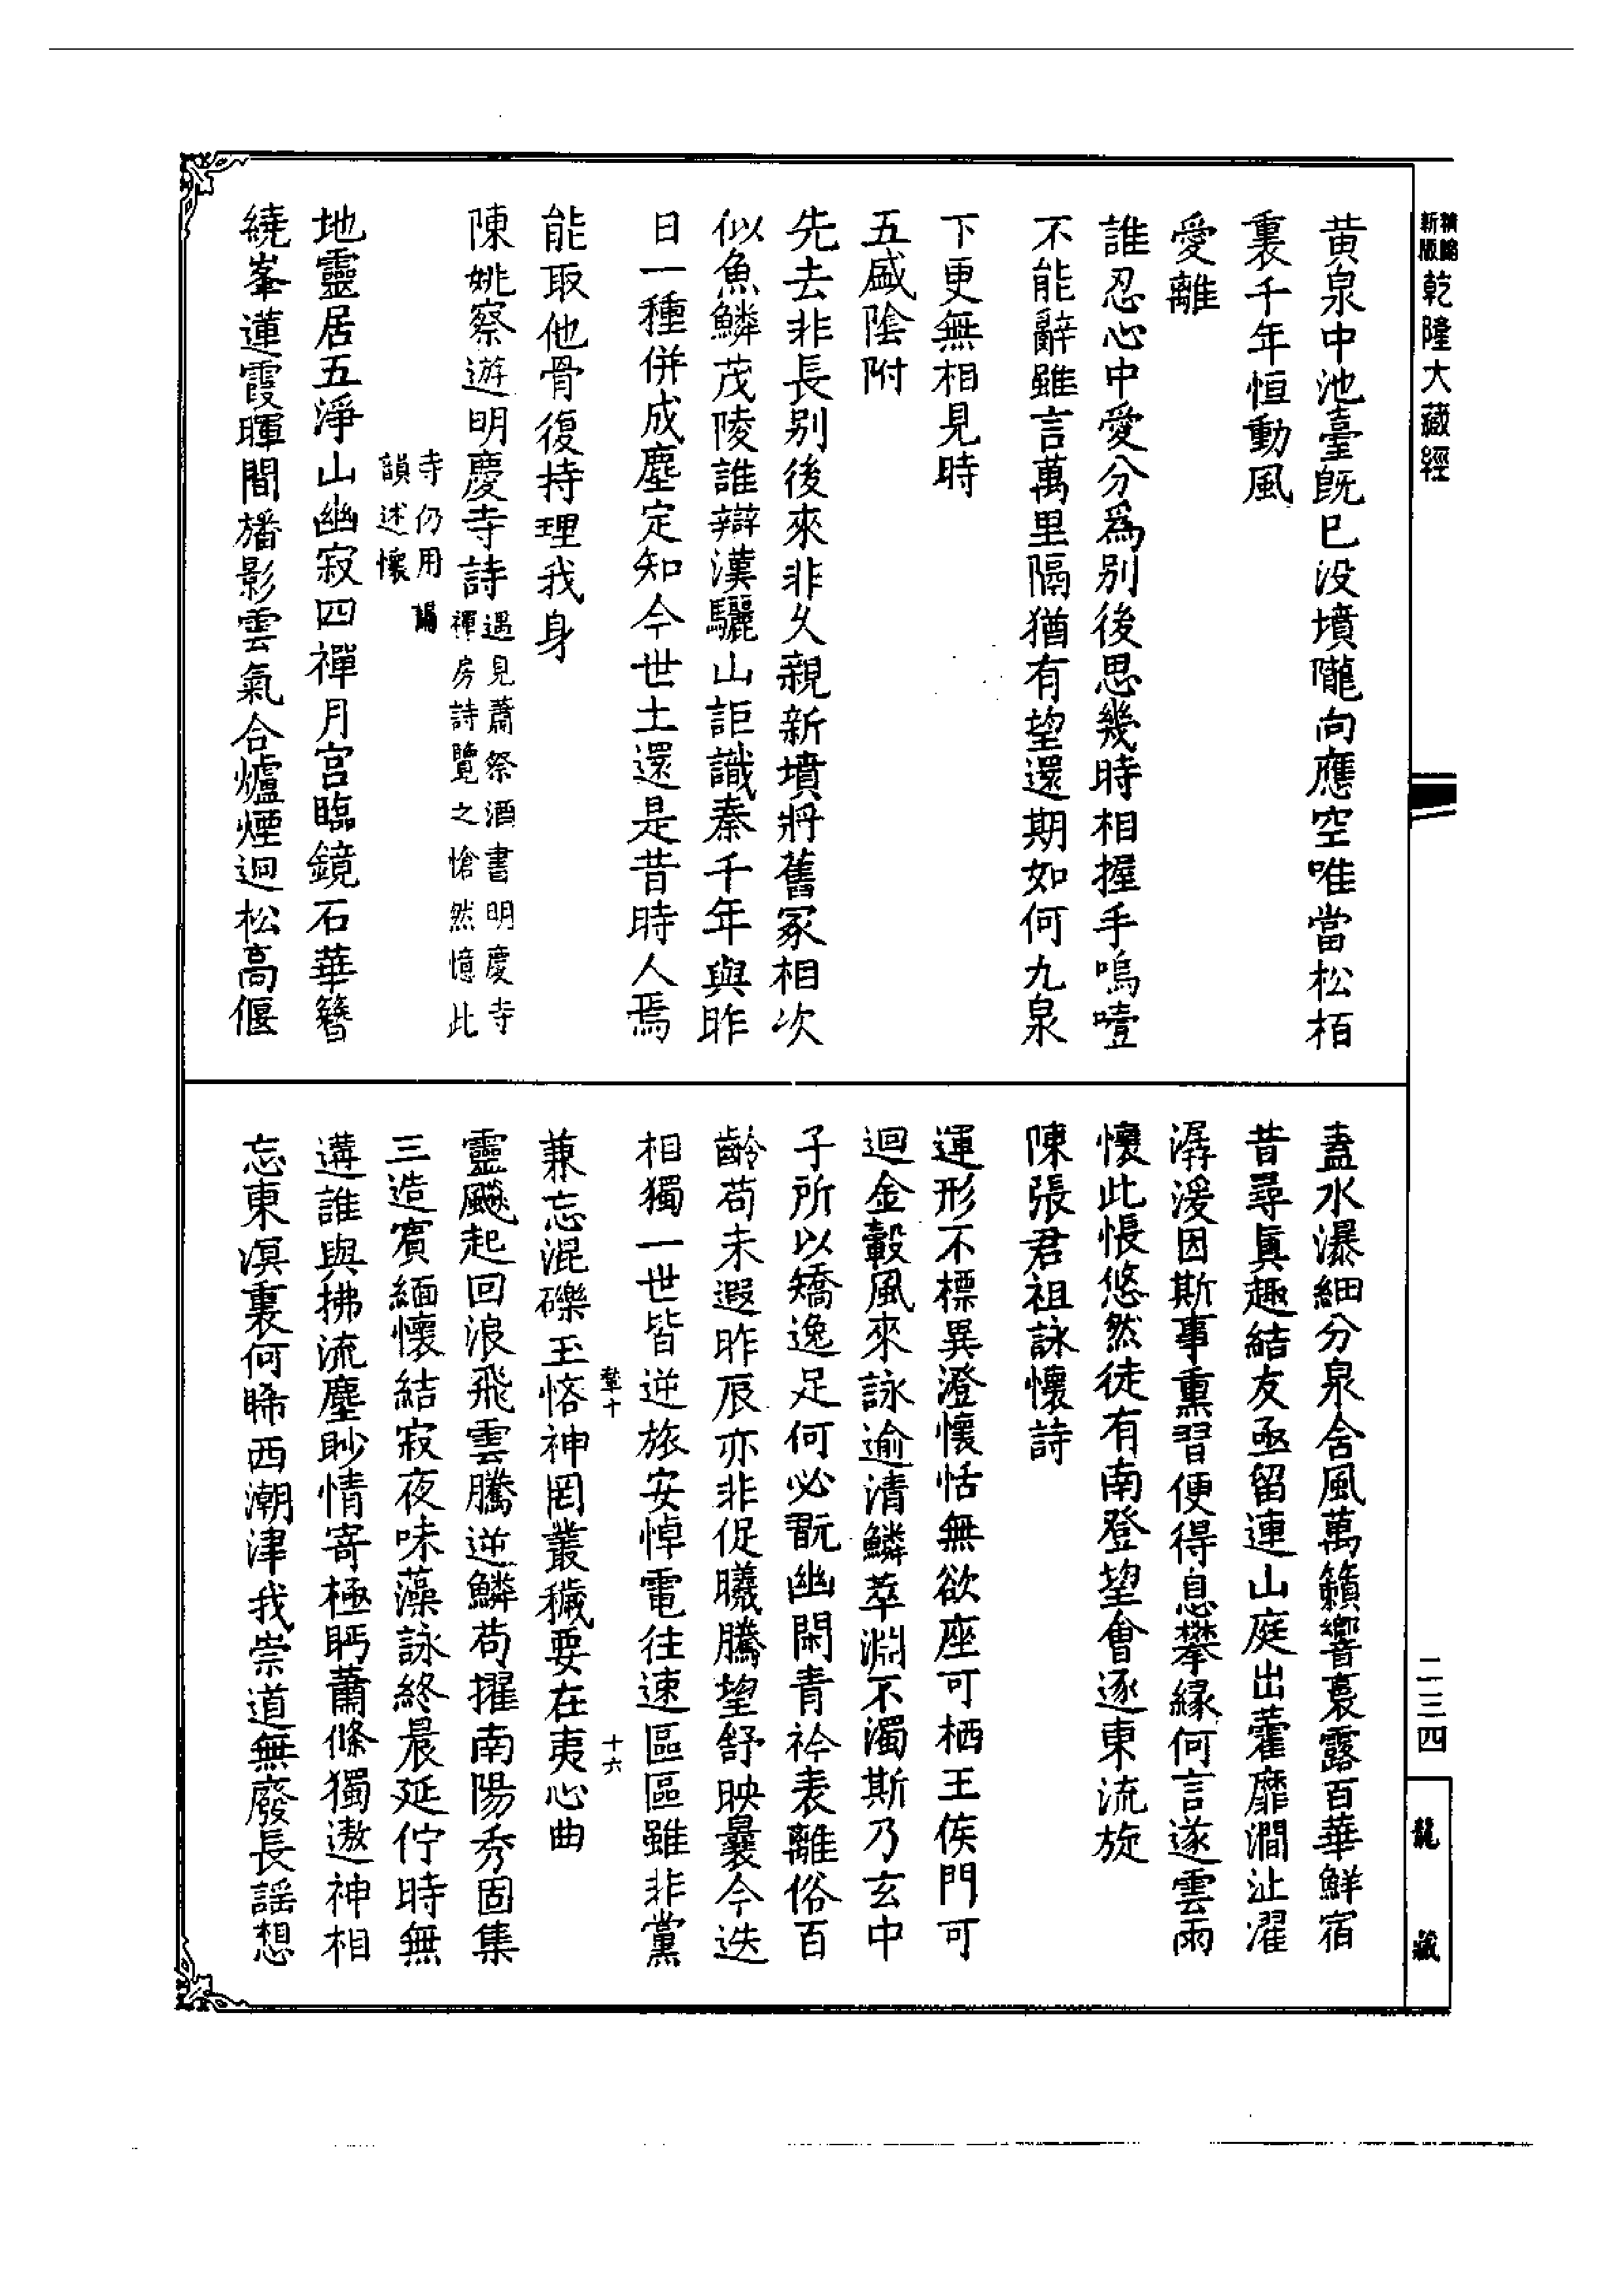 精縮新版乾隆大藏經
黄泉中池臺旣已没墳隴向應空唯當松栢
裏千年恒動風
愛離
誰忍心中愛分爲别後思幾時相握手嗚噎
不能辭雖言萬里隔猶有望還期如何九泉
下更無相見時
五盛隂附
先去非長别後來非久親新墳將舊冢相次
似魚鱗茂陵誰辯漢驪山詎識秦千年與昨
日一種併成塵定知今世土還是昔時人焉
能取他骨復持理我身
陳姚察遊明慶寺詩遇見蕭祭酒書明慶寺
禪房詩覽之愴然憶此
寺仍用
韻述懷
地靈居五淨山幽寂四禪月宫臨鏡石華簪
繞峯蓮霞暉間旛影雲氣合爐煙迴松高偃
蓋水瀑細分泉含風萬籟響裛露百華鮮宿
昔尋眞趣結友亟留連山庭出藿靡澗沚濯
潺湲因斯事熏習便得息攀縁何言遂雲雨
懷此悵悠然徒有南登望會逐東流旋
陳張君祖詠懷詩
運形不標異澄懷恬無欲座可栖王侯門可
迴金轂風來詠逾清鱗萃淵不濁斯乃玄中
子所以矯逸足何必翫幽閑青衿表離俗百
齡苟未遐昨辰亦非促曦騰望舒映曩今迭
相獨一世皆逆旅安悼電往速區區雖非黨
十六
兼忘混礫玉恪神罔叢穢要在夷心曲
靈飈起回浪飛雲騰逆鱗苟擢南陽秀固集
三造賓緬懷結寂夜味藻詠終晨延佇時無
遘誰與拂流塵眇情寄極眄蕭條獨遨神相
忘東溟裏何晞西潮津我崇道無廢長謡想
二三四
龍藏